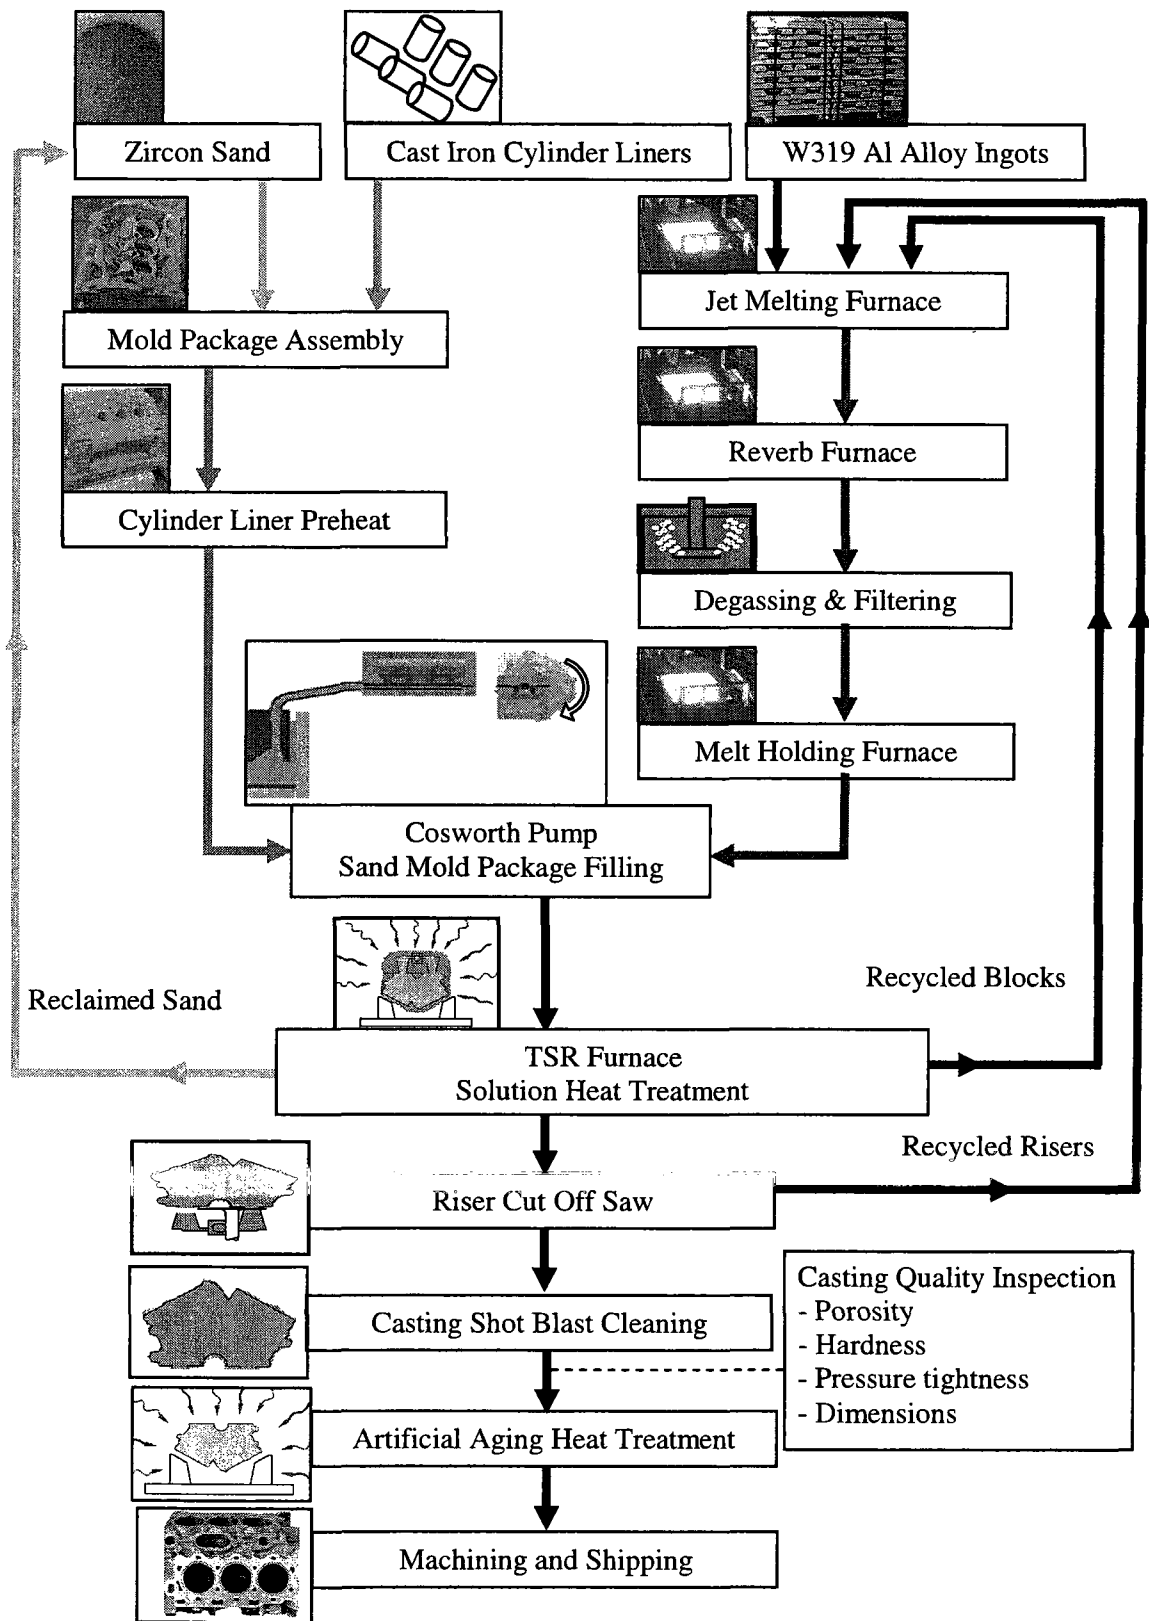 Zircon Sand
Cast Iron Cylinder Liners
W319 Al Alloy Ingots
Mold Package Assembly
Jet Melting Furnace
Cylinder Liner Preheat
Reverb Furnace
Degassing & Filtering
Melt Holding Furnace
Cosworth Pump
Sand Mold Package Filling
Reclaimed Sand
Recycled Blocks
TSR Furnace
Solution Heat Treatment
Recycled Risers
Riser Cut Off Saw
Casting Quality Inspection
- Porosity
- Hardness
- Pressure tightness
- Dimensions
Casting Shot Blast Cleaning
Artificial Aging Heat Treatment
Machining and Shipping